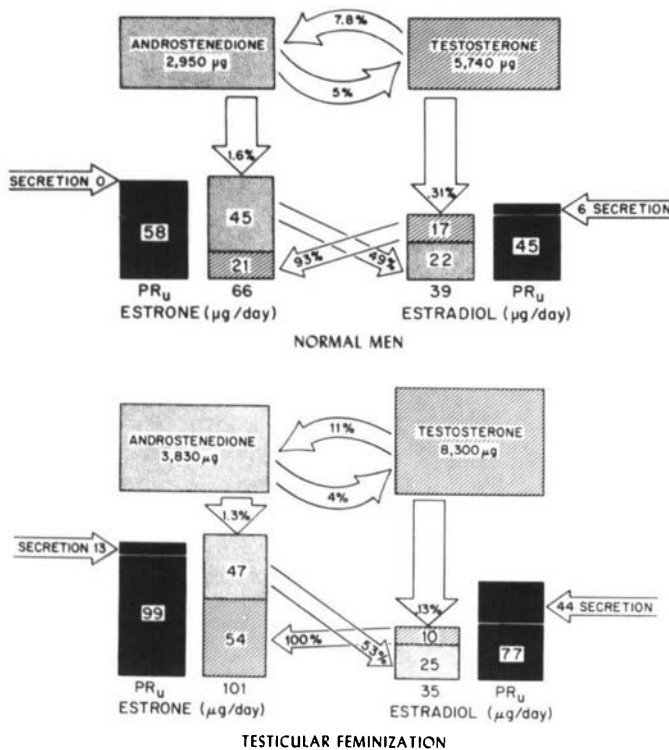 7.8%
ANDROSTENEDIONE
2,950 µg
TESTOSTERONE
5,740 µg
5%
1.6%
.31%
SECRETION 0
6 SECRETION
58
45
21
17
22
45
93%
49%
PRu
66
39
PRu
ESTRONE (µg/day)
ESTRADIOL (µg/day)
NORMAL MEN
11%
ANDROSTENEDIONE
3,830 µg
TESTOSTERONE
8,300 µg
4%
1.3%
.13%
SECRETION 13
44 SECRETION
99
47
54
10
25
77
100%
53%
PRu
101
35
PRu
ESTRONE (µg/day)
ESTRADIOL (µg/day)
TESTICULAR FEMINIZATION